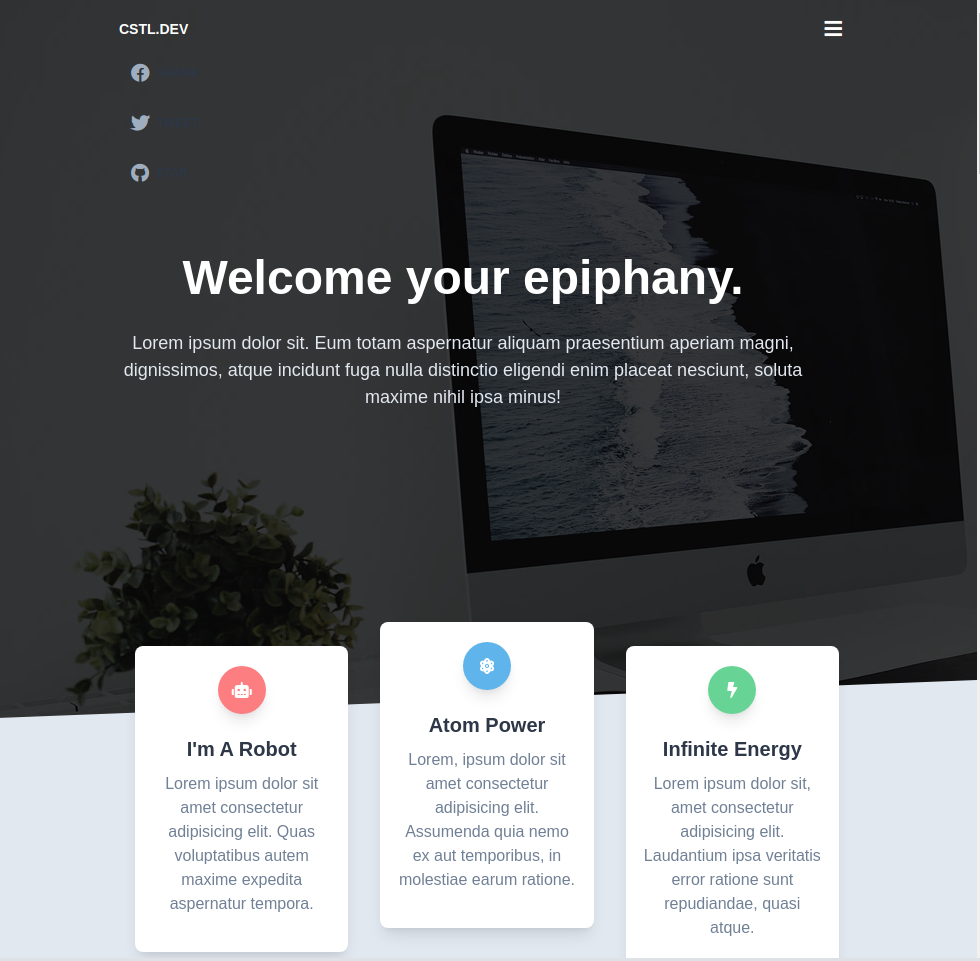 CSTL.DEV
Welcome your epiphany.
Lorem ipsum dolor sit. Eum totam aspernatur aliquam praesentium aperiam magni,
dignissimos, atque incidunt fuga nulla distinctio eligendi enim placeat nesciunt, soluta
maxime nihil ipsa minus!
I'm A Robot
Lorem ipsum dolor sit
amet consectetur
adipisicing elit. Quas
voluptatibus autem
maxime expedita
aspernatur tempora.
Atom Power
Lorem, ipsum dolor sit
amet consectetur
adipisicing elit.
Assumenda quia nemo
ex aut temporibus, in
molestiae earum ratione.
Infinite Energy
Lorem ipsum dolor sit,
amet consectetur
adipisicing elit.
Laudantium ipsa veritatis
error ratione sunt
repudiandae, quasi
atque.